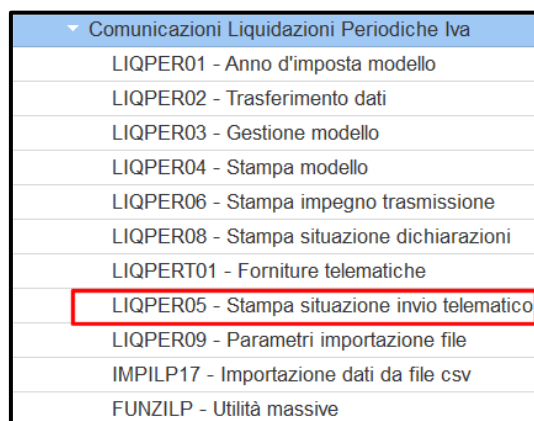 Comunicazioni Liquidazioni Periodiche Iva
LIQPER01 - Anno d'imposta modello
LIQPER02 - Trasferimento dati
LIQPER03 - Gestione modello
LIQPER04 - Stampa modello
LIQPER06 - Stampa impegno trasmissione
LIQPER08 - Stampa situazione dichiarazioni
LIQPERT01 - Forniture telematiche
LIQPER05 - Stampa situazione invio telematico
LIQPER09 - Parametri importazione file
IMPILP17 - Importazione dati da file csv
FUNZILP - Utilità massive